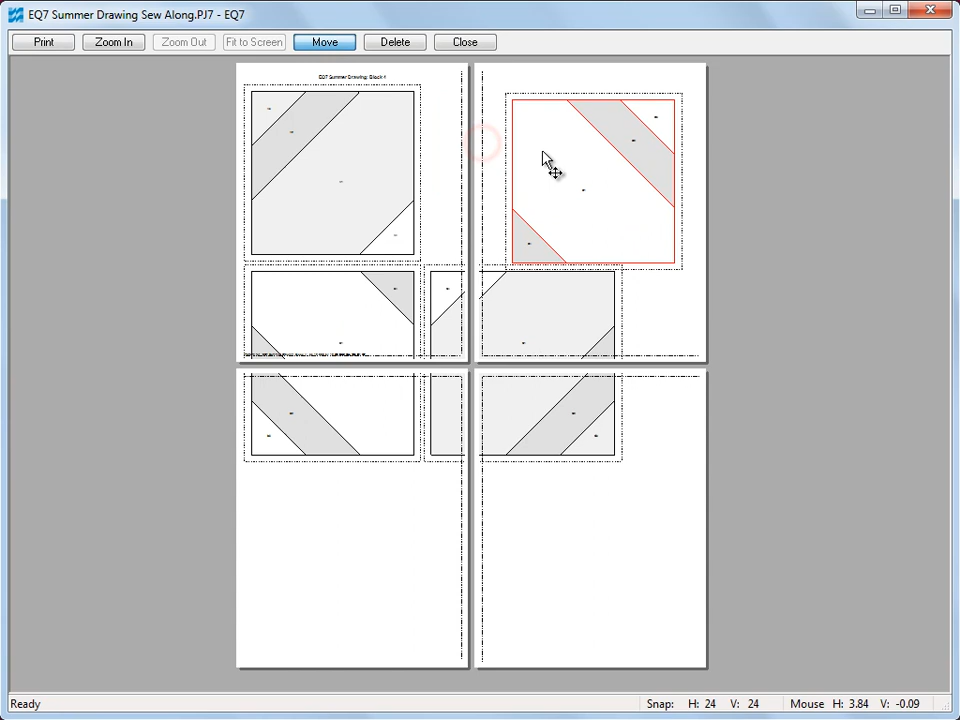 EQ7 Summer Drawing Sew Along.PJ7 - EQ7
Print Zoom In Zoom Out Fit to Screen Move Delete Close
EQ7 Summer Drawing: Block 4
Ready Snap: H: 24 V: 24 Mouse H: 3.84 V: -0.09